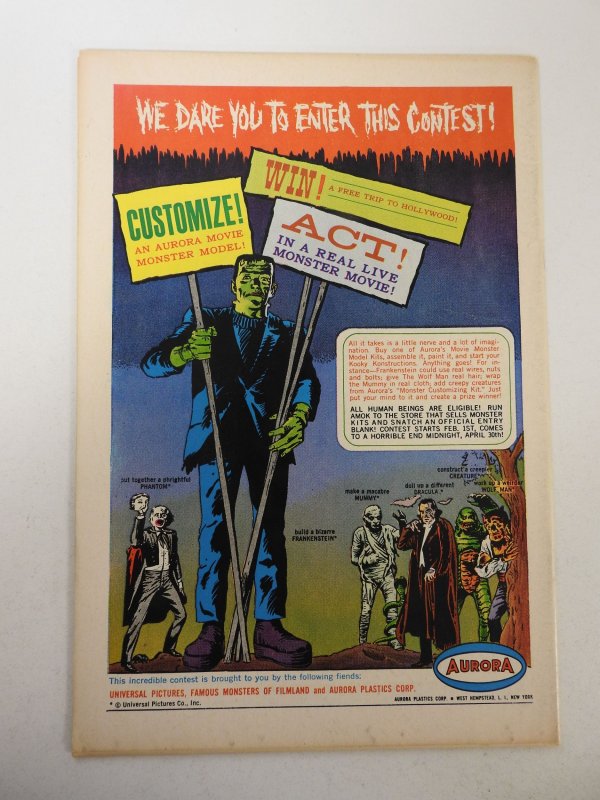 WE DARE YOU TO ENTER THIS CONTEST!
WIN! A FREE TRIP TO HOLLYWOOD!
CUSTOMIZE!
AN AURORA MOVIE
MONSTER MODEL!
ACT!
IN A REAL LIVE
MONSTER MOVIE!
All it takes is a little nerve and a lot of imagi-
nation. Buy one of Aurora's Movie Monster
Model Kits, assemble it, paint it, and start your
Kooky Konstructions. Anything goes! For in-
stance—Frankenstein could use real wires, nuts
and bolts; give The Wolf Man real hair; wrap
the Mummy in real cloth; add creepy creatures
from Aurora's "Monster Customizing Kit." Just
put your mind to it and create a prize winner!
ALL HUMAN BEINGS ARE ELIGIBLE! RUN
AMOK TO THE STORE THAT SELLS MONSTER
KITS AND SNATCH AN OFFICIAL ENTRY
BLANK! CONTEST STARTS FEB. 1ST, COMES
TO A HORRIBLE END MIDNIGHT, APRIL 30th!
put together a phrightful
PHANTOM*
build a bizarre
FRANKENSTEIN*
make a macabre
MUMMY*
doll up a different
DRACULA*
construct a creepier
CREATURE*
work up a weirder
WOLF MAN*
AURORA
This incredible contest is brought to you by the following fiends:
UNIVERSAL PICTURES, FAMOUS MONSTERS OF FILMLAND and AURORA PLASTICS CORP.
* © Universal Pictures Co., Inc.
AURORA PLASTICS CORP. • WEST HEMPSTEAD, L. I., NEW YORK